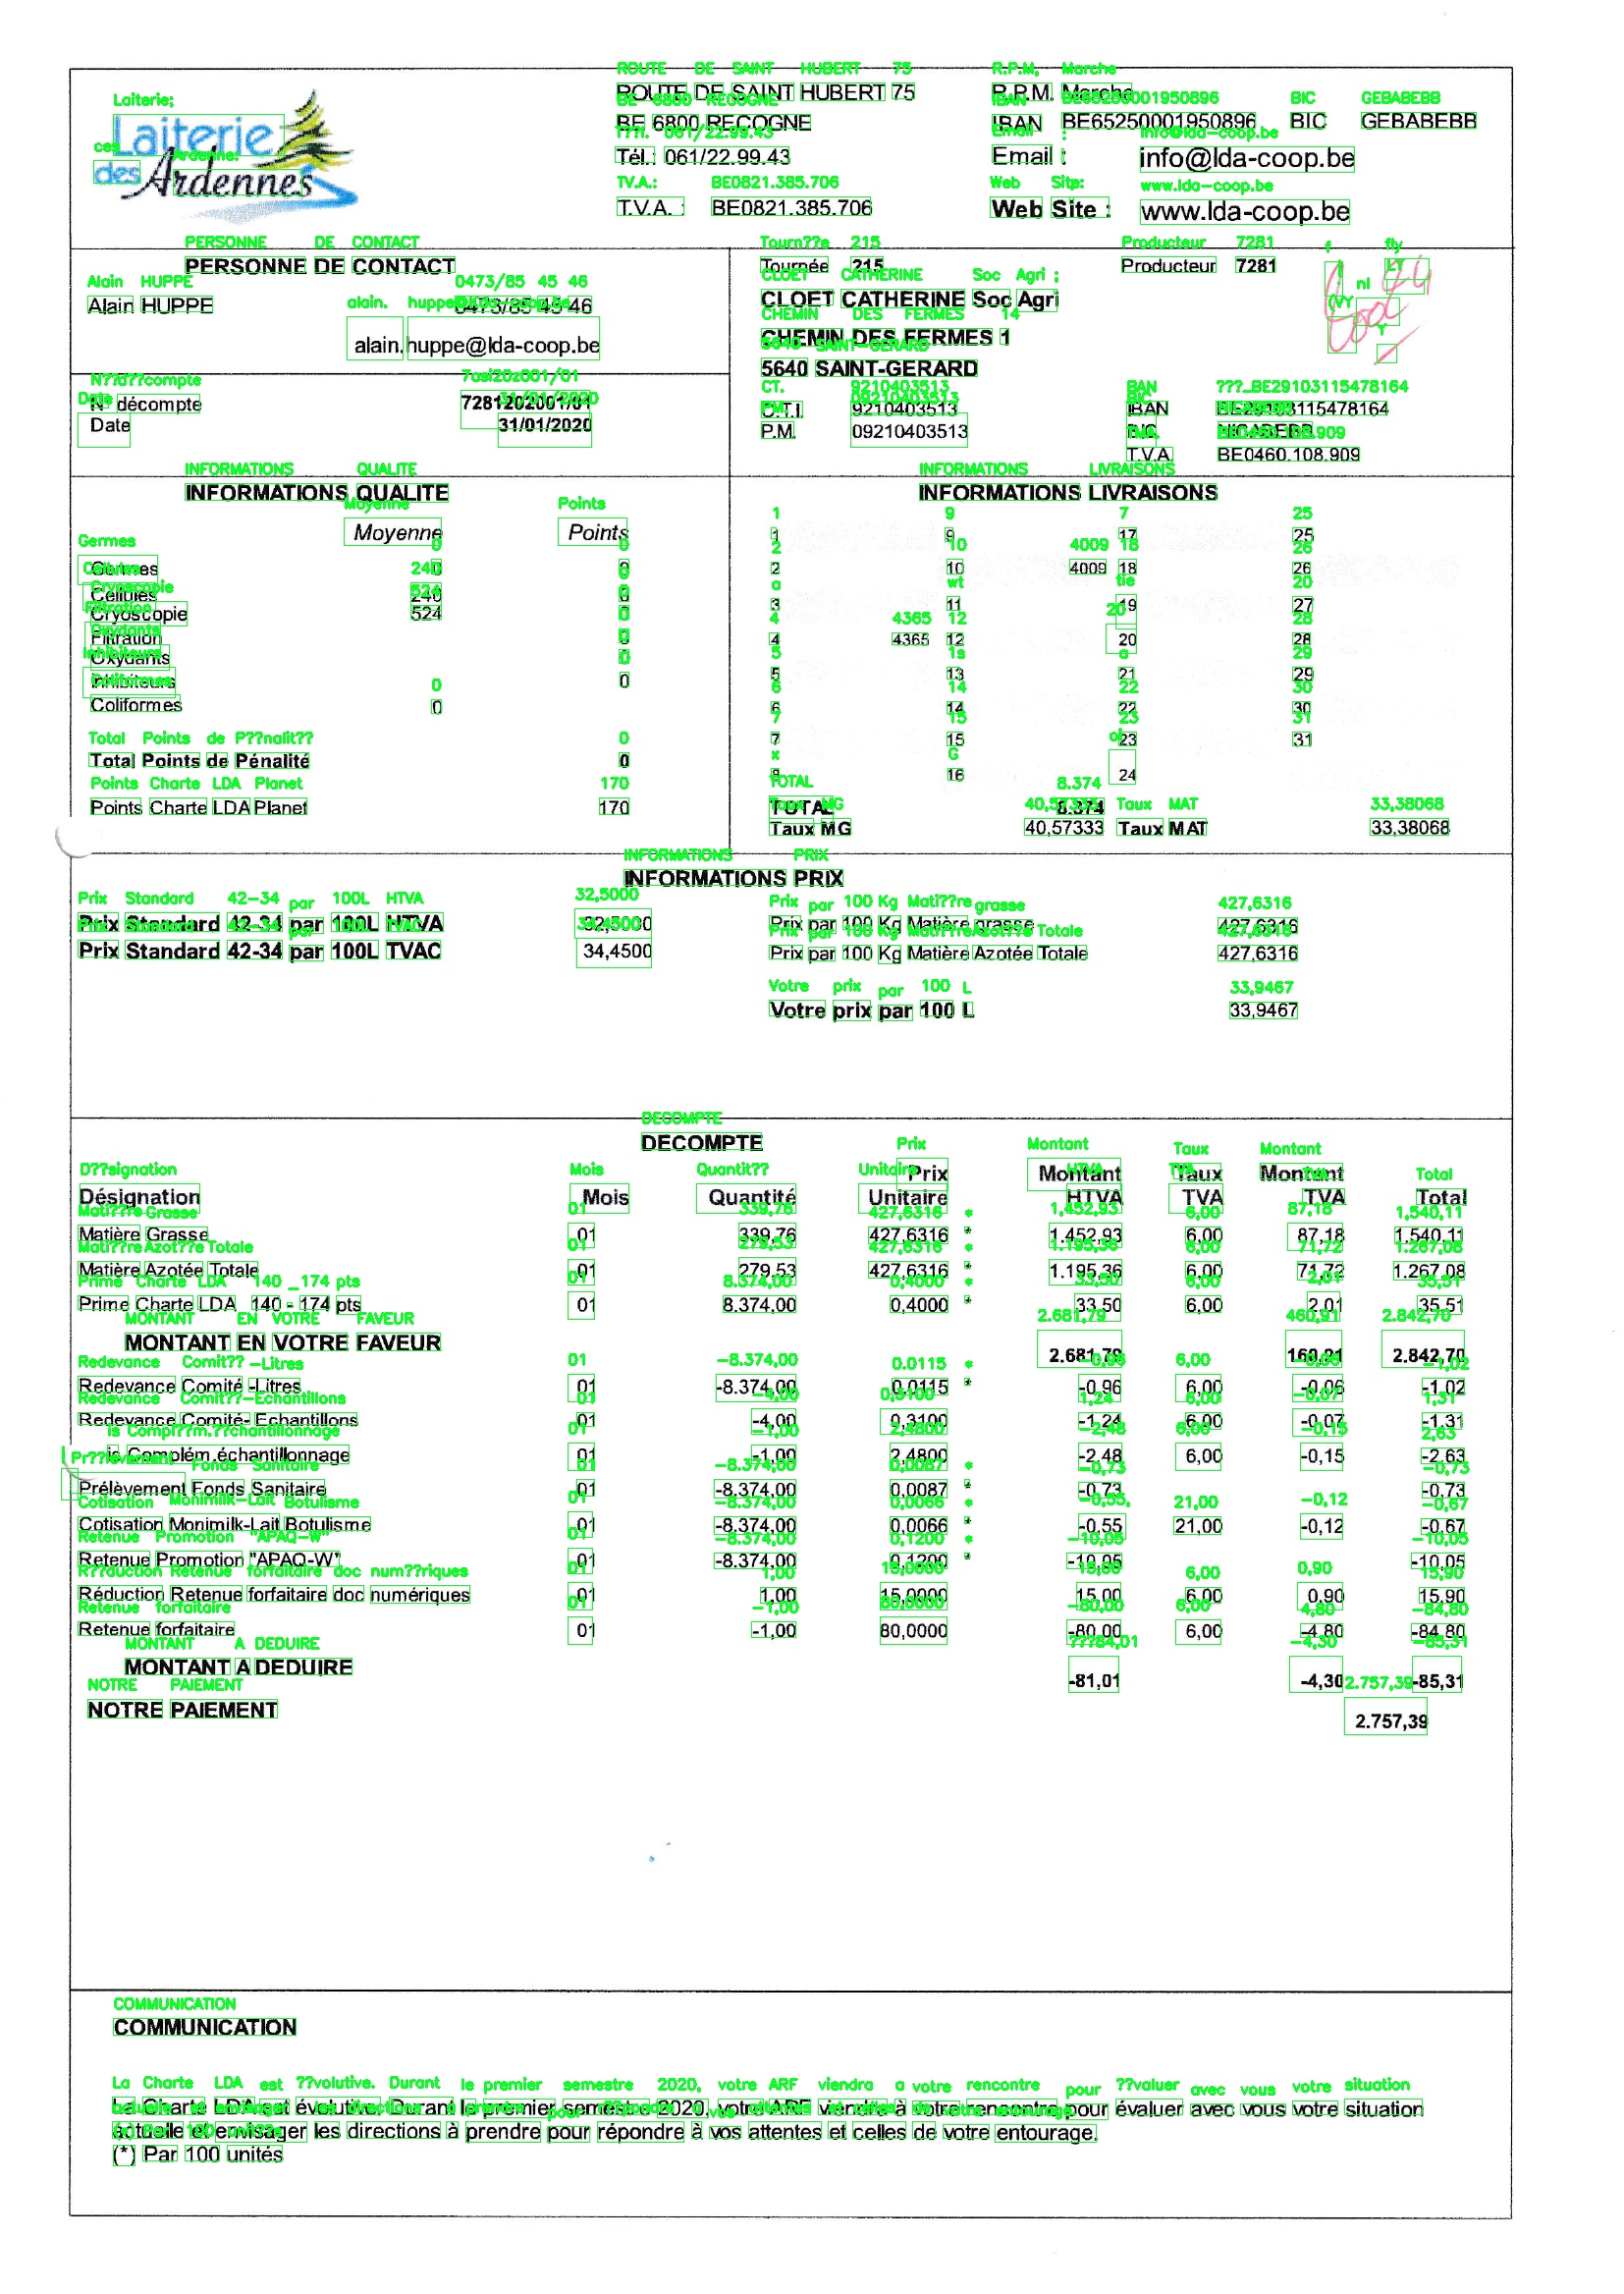 Laiterie
des Ardennes
ROUTE DE SAINT HUBERT 75
BE 6800 RECOGNE
Tél.: 061/22.99.43
T.V.A. : BE0821.385.706
R.P.M. Marche
IBAN BE65250001950896 BIC GEBABEBB
Email : info@lda-coop.be
Web Site : www.lda-coop.be
PERSONNE DE CONTACT
Alain HUPPE 0473/85 45 46
alain.huppe@lda-coop.be
Tournée 215 Producteur 7281
CLOET CATHERINE Soc Agri
CHEMIN DES FERMES 1
5640 SAINT-GERARD
N° décompte 7281202001/01
Date 31/01/2020
C.T.I. 9210403513 IBAN BE29103115478164
P.M. 09210403513 BIC NICABEBB
T.V.A. BE0460.108.909
INFORMATIONS QUALITE
Moyenne Points
Germes 0 0
Cellules 240 0
Cryoscopie 524 0
Filtration 0
Oxydants 0
Inhibiteurs 0
Coliformes 0
Total Points de Pénalité 0
Points Charte LDA Planet 170
INFORMATIONS LIVRAISONS
1 9 17 25
2 10 4009 18 26
3 11 19 27
4 4365 12 20 28
5 13 21 29
6 14 22 30
7 15 23 31
8 16 24
TOTAL 8.374
Taux MG 40,57333 Taux MAT 33,38068
INFORMATIONS PRIX
Prix Standard 42-34 par 100L HTVA 32,5000
Prix Standard 42-34 par 100L TVAC 34,4500
Prix par 100 Kg Matière grasse 427,6316
Prix par 100 Kg Matière Azotée Totale 427,6316
Votre prix par 100 L 33,9467
DECOMPTE
Désignation Mois Quantité Prix Unitaire Montant HTVA Taux TVA Montant TVA Total
Matière Grasse 01 339,76 427,6316 * 1.452,93 6,00 87,18 1.540,11
Matière Azotée Totale 01 279,53 427,6316 * 1.195,36 6,00 71,72 1.267,08
Prime Charte LDA 140 - 174 pts 01 8.374,00 0,4000 * 33,50 6,00 2,01 35,51
MONTANT EN VOTRE FAVEUR 2.681,79 160,91 2.842,70
Redevance Comité -Litres 01 -8.374,00 0,0115 * -0,96 6,00 -0,06 -1,02
Redevance Comité- Echantillons 01 -4,00 0,3100 -1,24 6,00 -0,07 -1,31
Complém.échantillonnage 01 -1,00 2,4800 -2,48 6,00 -0,15 -2,63
Prélèvement Fonds Sanitaire 01 -8.374,00 0,0087 * -0,73 -0,73
Cotisation Monimilk-Lait Botulisme 01 -8.374,00 0,0066 * -0,55 21,00 -0,12 -0,67
Retenue Promotion "APAQ-W" 01 -8.374,00 0,1200 * -10,05 -10,05
Réduction Retenue forfaitaire doc numériques 01 1,00 15,0000 15,00 6,00 0,90 15,90
Retenue forfaitaire 01 -1,00 80,0000 -80,00 6,00 -4,80 -84,80
MONTANT A DEDUIRE -81,01 -4,30 -85,31
NOTRE PAIEMENT 2.757,39
COMMUNICATION
La Charte LDA est évolutive. Durant le premier semestre 2020, votre ARF viendra à votre rencontre pour évaluer avec vous votre situation
actuelle et envisager les directions à prendre pour répondre à vos attentes et celles de votre entourage.
(*) Par 100 unités